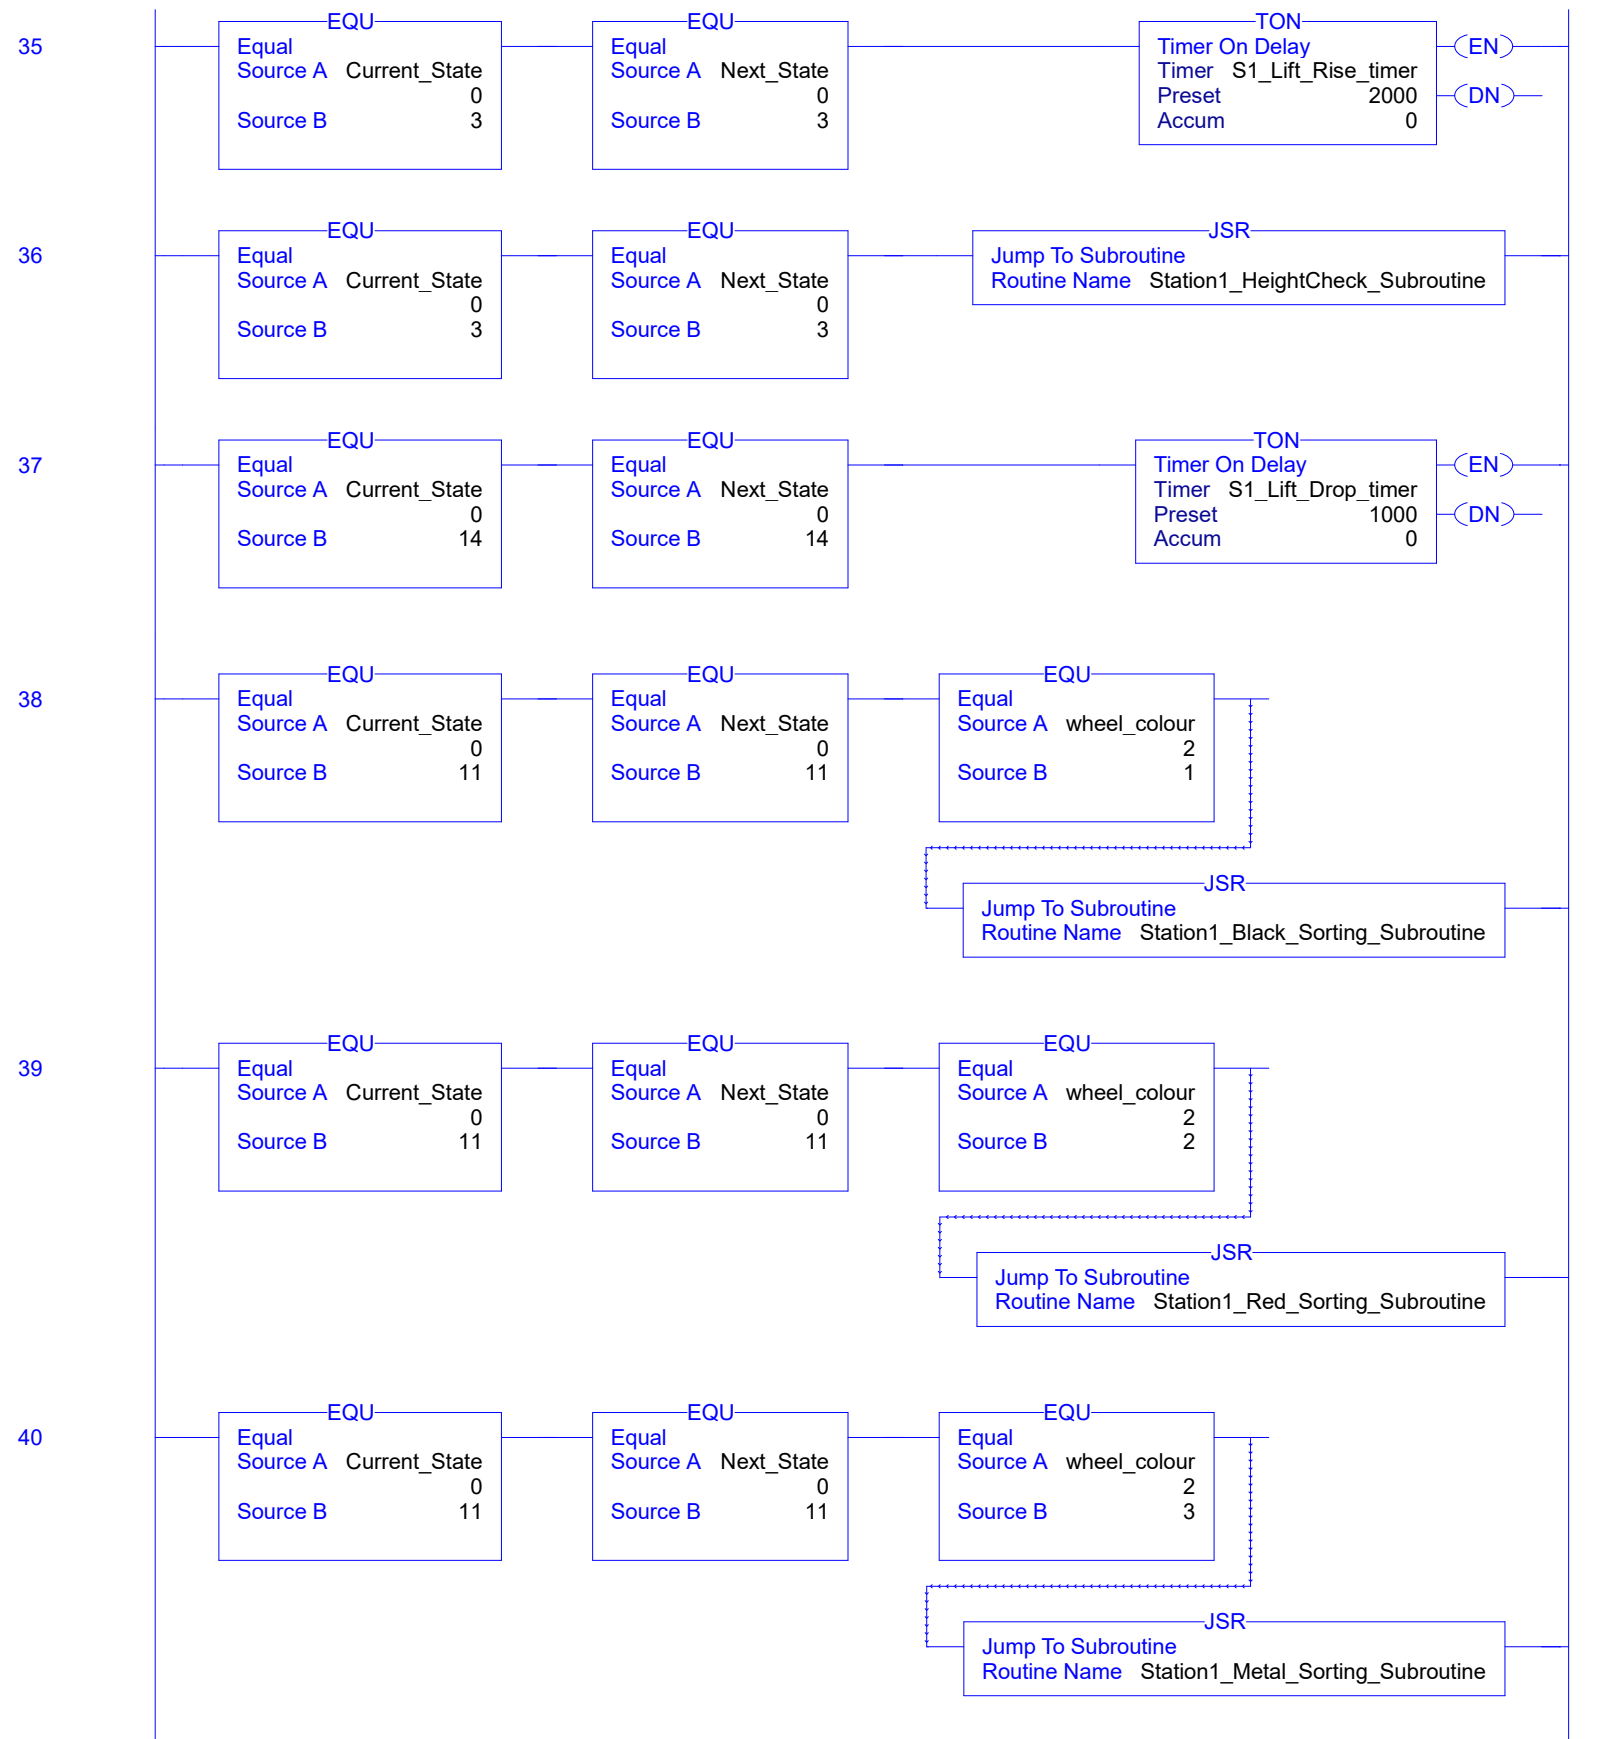 35
EQU
Equal
Source A Current_State
0
Source B 3
EQU
Equal
Source A Next_State
0
Source B 3
TON
Timer On Delay
Timer S1_Lift_Rise_timer
Preset 2000
Accum 0
EN
DN
36
EQU
Equal
Source A Current_State
0
Source B 3
EQU
Equal
Source A Next_State
0
Source B 3
JSR
Jump To Subroutine
Routine Name Station1_HeightCheck_Subroutine
37
EQU
Equal
Source A Current_State
0
Source B 14
EQU
Equal
Source A Next_State
0
Source B 14
TON
Timer On Delay
Timer S1_Lift_Drop_timer
Preset 1000
Accum 0
EN
DN
38
EQU
Equal
Source A Current_State
0
Source B 11
EQU
Equal
Source A Next_State
0
Source B 11
EQU
Equal
Source A wheel_colour
2
Source B 1
JSR
Jump To Subroutine
Routine Name Station1_Black_Sorting_Subroutine
39
EQU
Equal
Source A Current_State
0
Source B 11
EQU
Equal
Source A Next_State
0
Source B 11
EQU
Equal
Source A wheel_colour
2
Source B 2
JSR
Jump To Subroutine
Routine Name Station1_Red_Sorting_Subroutine
40
EQU
Equal
Source A Current_State
0
Source B 11
EQU
Equal
Source A Next_State
0
Source B 11
EQU
Equal
Source A wheel_colour
2
Source B 3
JSR
Jump To Subroutine
Routine Name Station1_Metal_Sorting_Subroutine